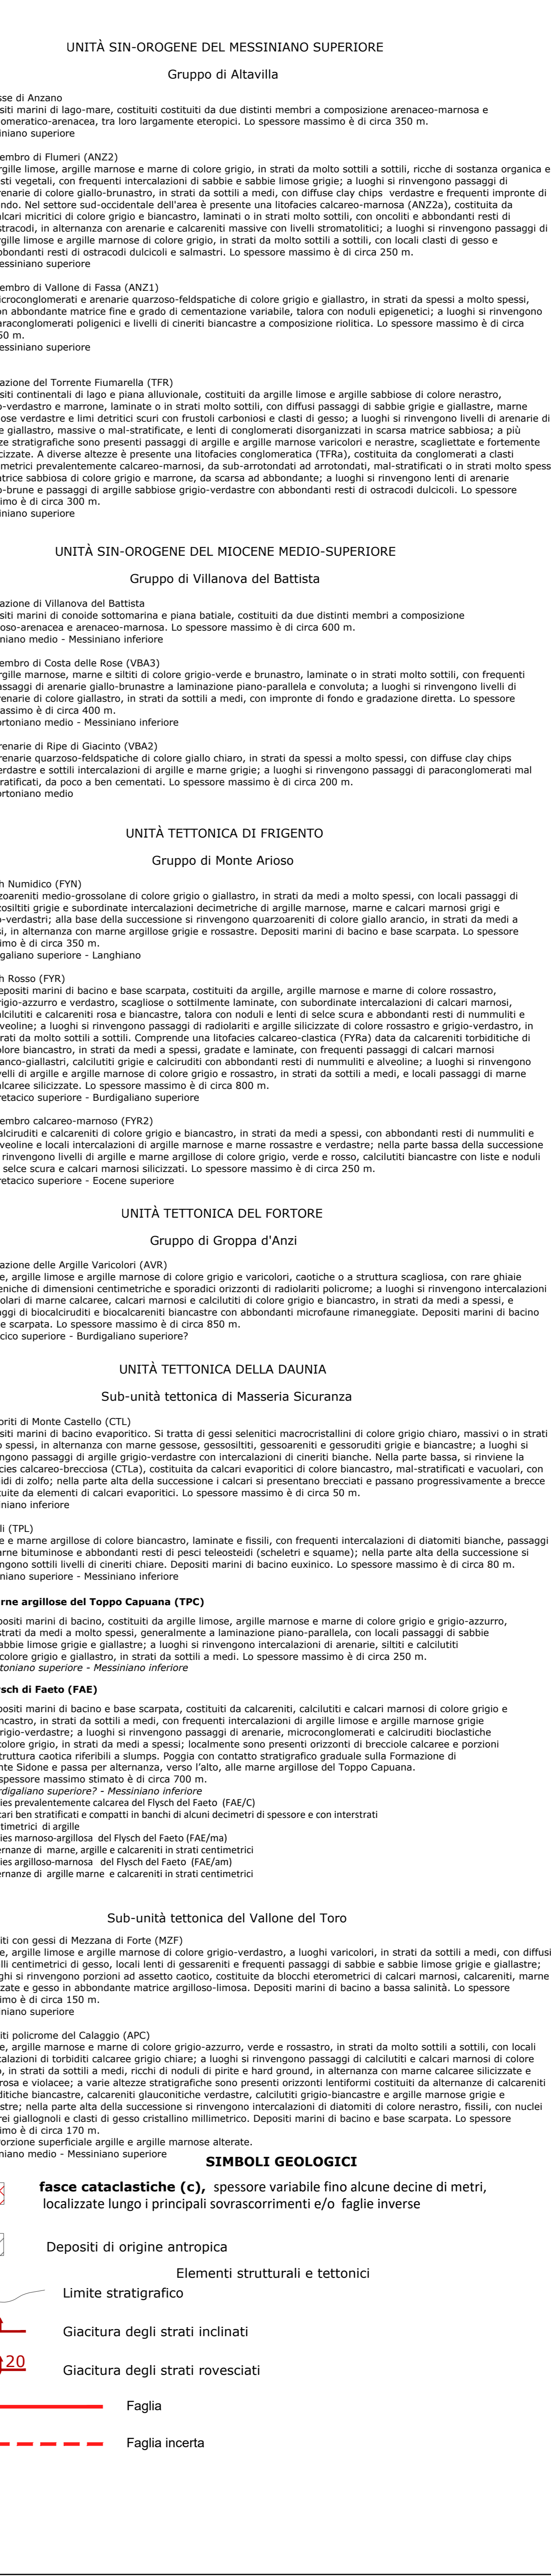 UNITÀ SIN-OROGENE DEL MESSINIANO SUPERIORE
Gruppo di Altavilla
sse di Anzano
siti marini di lago-mare, costituiti costituiti da due distinti membri a composizione arenaceo-marnosa e
lomeratico-arenacea, tra loro largamente eteropici. Lo spessore massimo è di circa 350 m.
iniano superiore
embro di Flumeri (ANZ2)
rgille limose, argille marnose e marne di colore grigio, in strati da molto sottili a sottili, ricche di sostanza organica e
sti vegetali, con frequenti intercalazioni di sabbie e sabbie limose grigie; a luoghi si rinvengono passaggi di
renarie di colore giallo-brunastro, in strati da sottili a medi, con diffuse clay chips verdastre e frequenti impronte di
ndo. Nel settore sud-occidentale dell'area è presente una litofacies calcareo-marnosa (ANZ2a), costituita da
alcari micritici di colore grigio e biancastro, laminati o in strati molto sottili, con oncoliti e abbondanti resti di
stracodi, in alternanza con arenarie e calcareniti massive con livelli stromatolitici; a luoghi si rinvengono passaggi di
rgille limose e argille marnose di colore grigio, in strati da molto sottili a sottili, con locali clasti di gesso e
bbondanti resti di ostracodi dulcicoli e salmastri. Lo spessore massimo è di circa 250 m.
essiniano superiore
embro di Vallone di Fassa (ANZ1)
icroconglomerati e arenarie quarzoso-feldspatiche di colore grigio e giallastro, in strati da spessi a molto spessi,
on abbondante matrice fine e grado di cementazione variabile, talora con noduli epigenetici; a luoghi si rinvengono
araconglomerati poligenici e livelli di cineriti biancastre a composizione riolitica. Lo spessore massimo è di circa
50 m.
essiniano superiore
azione del Torrente Fiumarella (TFR)
siti continentali di lago e piana alluvionale, costituiti da argille limose e argille sabbiose di colore nerastro,
o-verdastro e marrone, laminate o in strati molto sottili, con diffusi passaggi di sabbie grigie e giallastre, marne
ose verdastre e limi detritici scuri con frustoli carboniosi e clasti di gesso; a luoghi si rinvengono livelli di arenarie di
e giallastro, massive o mal-stratificate, e lenti di conglomerati disorganizzati in scarsa matrice sabbiosa; a più
ze stratigrafiche sono presenti passaggi di argille e argille marnose varicolori e nerastre, scagliettate e fortemente
cizzate. A diverse altezze è presente una litofacies conglomeratica (TFRa), costituita da conglomerati a clasti
ometrici prevalentemente calcareo-marnosi, da sub-arrotondati ad arrotondati, mal-stratificati o in strati molto spess
atrice sabbiosa di colore grigio e marrone, da scarsa ad abbondante; a luoghi si rinvengono lenti di arenarie
o-brune e passaggi di argille sabbiose grigio-verdastre con abbondanti resti di ostracodi dulcicoli. Lo spessore
imo è di circa 300 m.
iniano superiore
UNITÀ SIN-OROGENE DEL MIOCENE MEDIO-SUPERIORE
Gruppo di Villanova del Battista
azione di Villanova del Battista
siti marini di conoide sottomarina e piana batiale, costituiti da due distinti membri a composizione
oso-arenacea e arenaceo-marnosa. Lo spessore massimo è di circa 600 m.
niano medio - Messiniano inferiore
embro di Costa delle Rose (VBA3)
rgille marnose, marne e siltiti di colore grigio-verde e brunastro, laminate o in strati molto sottili, con frequenti
assaggi di arenarie giallo-brunastre a laminazione piano-parallela e convoluta; a luoghi si rinvengono livelli di
renarie di colore giallastro, in strati da sottili a medi, con impronte di fondo e gradazione diretta. Lo spessore
assimo è di circa 400 m.
ortoniano medio - Messiniano inferiore
renarie di Ripe di Giacinto (VBA2)
renarie quarzoso-feldspatiche di colore giallo chiaro, in strati da spessi a molto spessi, con diffuse clay chips
erdastre e sottili intercalazioni di argille e marne grigie; a luoghi si rinvengono passaggi di paraconglomerati mal
tratificati, da poco a ben cementati. Lo spessore massimo è di circa 200 m.
ortoniano medio
UNITÀ TETTONICA DI FRIGENTO
Gruppo di Monte Arioso
h Numidico (FYN)
zoareniti medio-grossolane di colore grigio o giallastro, in strati da medi a molto spessi, con locali passaggi di
zosiltiti grigie e subordinate intercalazioni decimetriche di argille marnose, marne e calcari marnosi grigi e
o-verdastri; alla base della successione si rinvengono quarzoareniti di colore giallo arancio, in strati da medi a
si, in alternanza con marne argillose grigie e rossastre. Depositi marini di bacino e base scarpata. Lo spessore
imo è di circa 350 m.
igaliano superiore - Langhiano
h Rosso (FYR)
epositi marini di bacino e base scarpata, costituiti da argille, argille marnose e marne di colore rossastro,
rigio-azzurro e verdastro, scagliose o sottilmente laminate, con subordinate intercalazioni di calcari marnosi,
alcilutiti e calcareniti rosa e biancastre, talora con noduli e lenti di selce scura e abbondanti resti di nummuliti e
lveoline; a luoghi si rinvengono passaggi di radiolariti e argille silicizzate di colore rossastro e grigio-verdastro, in
trati da molto sottili a sottili. Comprende una litofacies calcareo-clastica (FYRa) data da calcareniti torbiditiche di
olore biancastro, in strati da medi a spessi, gradate e laminate, con frequenti passaggi di calcari marnosi
anco-giallastri, calcilutiti grigie e calciruditi con abbondanti resti di nummuliti e alveoline; a luoghi si rinvengono
velli di argille e argille marnose di colore grigio e rossastro, in strati da sottili a medi, e locali passaggi di marne
alcaree silicizzate. Lo spessore massimo è di circa 800 m.
retacico superiore - Burdigaliano superiore
embro calcareo-marnoso (FYR2)
alciruditi e calcareniti di colore grigio e biancastro, in strati da medi a spessi, con abbondanti resti di nummuliti e
lveoline e locali intercalazioni di argille marnose e marne rossastre e verdastre; nella parte bassa della successione
rinvengono livelli di argille e marne argillose di colore grigio, verde e rosso, calcilutiti biancastre con liste e noduli
selce scura e calcari marnosi silicizzati. Lo spessore massimo è di circa 250 m.
retacico superiore - Eocene superiore
UNITÀ TETTONICA DEL FORTORE
Gruppo di Groppa d'Anzi
azione delle Argille Varicolori (AVR)
e, argille limose e argille marnose di colore grigio e varicolori, caotiche o a struttura scagliosa, con rare ghiaie
eniche di dimensioni centimetriche e sporadici orizzonti di radiolariti policrome; a luoghi si rinvengono intercalazioni
olari di marne calcaree, calcari marnosi e calcilutiti di colore grigio e biancastro, in strati da medi a spessi, e
aggi di biocalciruditi e biocalcareniti biancastre con abbondanti microfaune rimaneggiate. Depositi marini di bacino
e scarpata. Lo spessore massimo è di circa 850 m.
cico superiore - Burdigaliano superiore?
UNITÀ TETTONICA DELLA DAUNIA
Sub-unità tettonica di Masseria Sicuranza
oriti di Monte Castello (CTL)
siti marini di bacino evaporitico. Si tratta di gessi selenitici macrocristallini di colore grigio chiaro, massivi o in strati
o spessi, in alternanza con marne gessose, gessosiltiti, gessoareniti e gessoruditi grigie e biancastre; a luoghi si
engono passaggi di argille grigio-verdastre con intercalazioni di cineriti bianche. Nella parte bassa, si rinviene la
cies calcareo-brecciosa (CTLa), costituita da calcari evaporitici di colore biancastro, mal-stratificati e vacuolari, con
idi di zolfo; nella parte alta della successione i calcari si presentano brecciati e passano progressivamente a brecce
tuite da elementi di calcari evaporitici. Lo spessore massimo è di circa 50 m.
iniano inferiore
li (TPL)
e e marne argillose di colore biancastro, laminate e fissili, con frequenti intercalazioni di diatomiti bianche, passaggi
arne bituminose e abbondanti resti di pesci teleosteidi (scheletri e squame); nella parte alta della successione si
engono sottili livelli di cineriti chiare. Depositi marini di bacino euxinico. Lo spessore massimo è di circa 80 m.
niano superiore - Messiniano inferiore
rne argillose del Toppo Capuana (TPC)
positi marini di bacino, costituiti da argille limose, argille marnose e marne di colore grigio e grigio-azzurro,
strati da medi a molto spessi, generalmente a laminazione piano-parallela, con locali passaggi di sabbie
abbie limose grigie e giallastre; a luoghi si rinvengono intercalazioni di arenarie, siltiti e calcilutiti
colore grigio e giallastro, in strati da sottili a medi. Lo spessore massimo è di circa 250 m.
toniano superiore - Messiniano inferiore
sch di Faeto (FAE)
positi marini di bacino e base scarpata, costituiti da calcareniti, calcilutiti e calcari marnosi di colore grigio e
ncastro, in strati da sottili a medi, con frequenti intercalazioni di argille limose e argille marnose grigie
rigio-verdastre; a luoghi si rinvengono passaggi di arenarie, microconglomerati e calciruditi bioclastiche
colore grigio, in strati da medi a spessi; localmente sono presenti orizzonti di brecciole calcaree e porzioni
truttura caotica riferibili a slumps. Poggia con contatto stratigrafico graduale sulla Formazione di
nte Sidone e passa per alternanza, verso l'alto, alle marne argillose del Toppo Capuana.
spessore massimo stimato è di circa 700 m.
rdigaliano superiore? - Messiniano inferiore
ies prevalentemente calcarea del Flysch del Faeto (FAE/C)
cari ben stratificati e compatti in banchi di alcuni decimetri di spessore e con interstrati
timetrici di argille
ies marnoso-argillosa del Flysch del Faeto (FAE/ma)
ernanze di marne, argille e calcareniti in strati centimetrici
ies argilloso-marnosa del Flysch del Faeto (FAE/am)
ernanze di argille marne e calcareniti in strati centimetrici
Sub-unità tettonica del Vallone del Toro
iti con gessi di Mezzana di Forte (MZF)
e, argille limose e argille marnose di colore grigio-verdastro, a luoghi varicolori, in strati da sottili a medi, con diffusi
lli centimetrici di gesso, locali lenti di gessareniti e frequenti passaggi di sabbie e sabbie limose grigie e giallastre;
ghi si rinvengono porzioni ad assetto caotico, costituite da blocchi eterometrici di calcari marnosi, calcareniti, marne
zzate e gesso in abbondante matrice argilloso-limosa. Depositi marini di bacino a bassa salinità. Lo spessore
imo è di circa 150 m.
iniano superiore
iti policrome del Calaggio (APC)
e, argille marnose e marne di colore grigio-azzurro, verde e rossastro, in strati da molto sottili a sottili, con locali
calazioni di torbiditi calcaree grigio chiare; a luoghi si rinvengono passaggi di calcilutiti e calcari marnosi di colore
o, in strati da sottili a medi, ricchi di noduli di pirite e hard ground, in alternanza con marne calcaree silicizzate e
rosa e violacee; a varie altezze stratigrafiche sono presenti orizzonti lentiformi costituiti da alternanze di calcareniti
ditiche biancastre, calcareniti glauconitiche verdastre, calcilutiti grigio-biancastre e argille marnose grigie e
stre; nella parte alta della successione si rinvengono intercalazioni di diatomiti di colore nerastro, fissili, con nuclei
rei giallognoli e clasti di gesso cristallino millimetrico. Depositi marini di bacino e base scarpata. Lo spessore
imo è di circa 170 m.
orzione superficiale argille e argille marnose alterate.
niano medio - Messiniano superiore
SIMBOLI GEOLOGICI
fasce cataclastiche (c), spessore variabile fino alcune decine di metri,
localizzate lungo i principali sovrascorrimenti e/o faglie inverse
Depositi di origine antropica
Elementi strutturali e tettonici
Limite stratigrafico
Giacitura degli strati inclinati
20
Giacitura degli strati rovesciati
Faglia
Faglia incerta